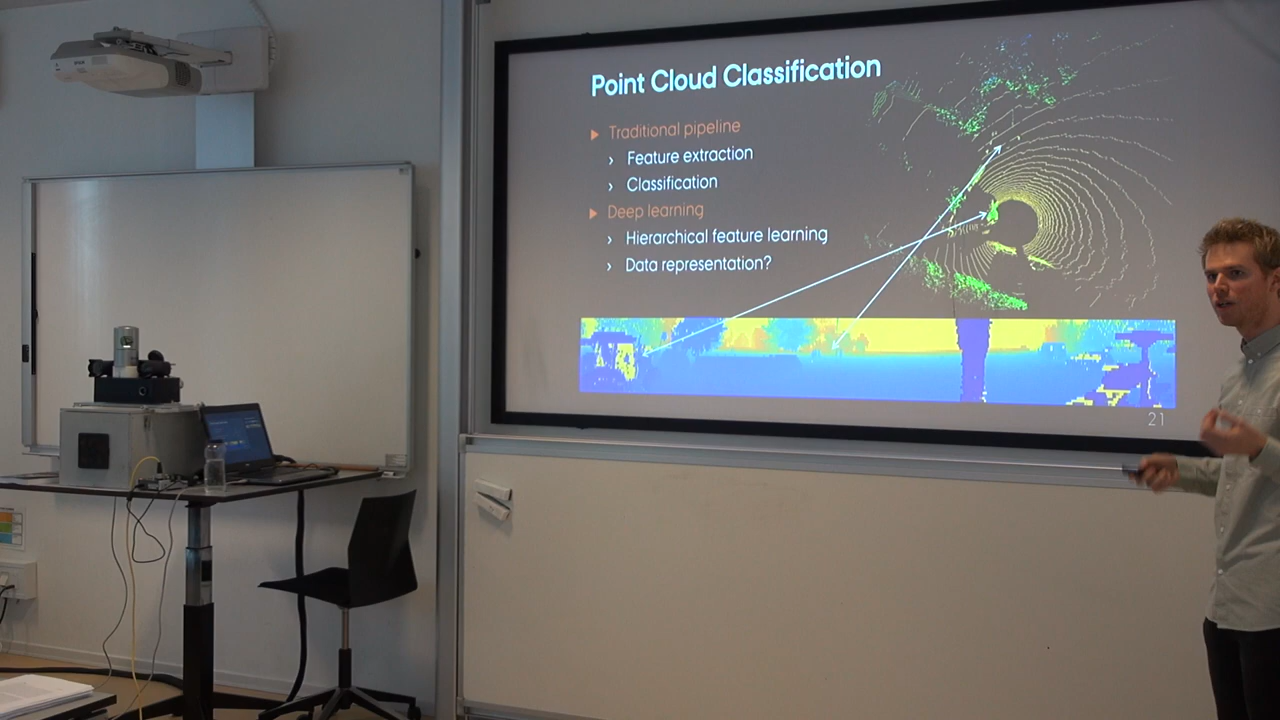 Point Cloud Classification
Traditional pipeline
Feature extraction
Classification
Deep learning
Hierarchical feature learning
Data representation?
21